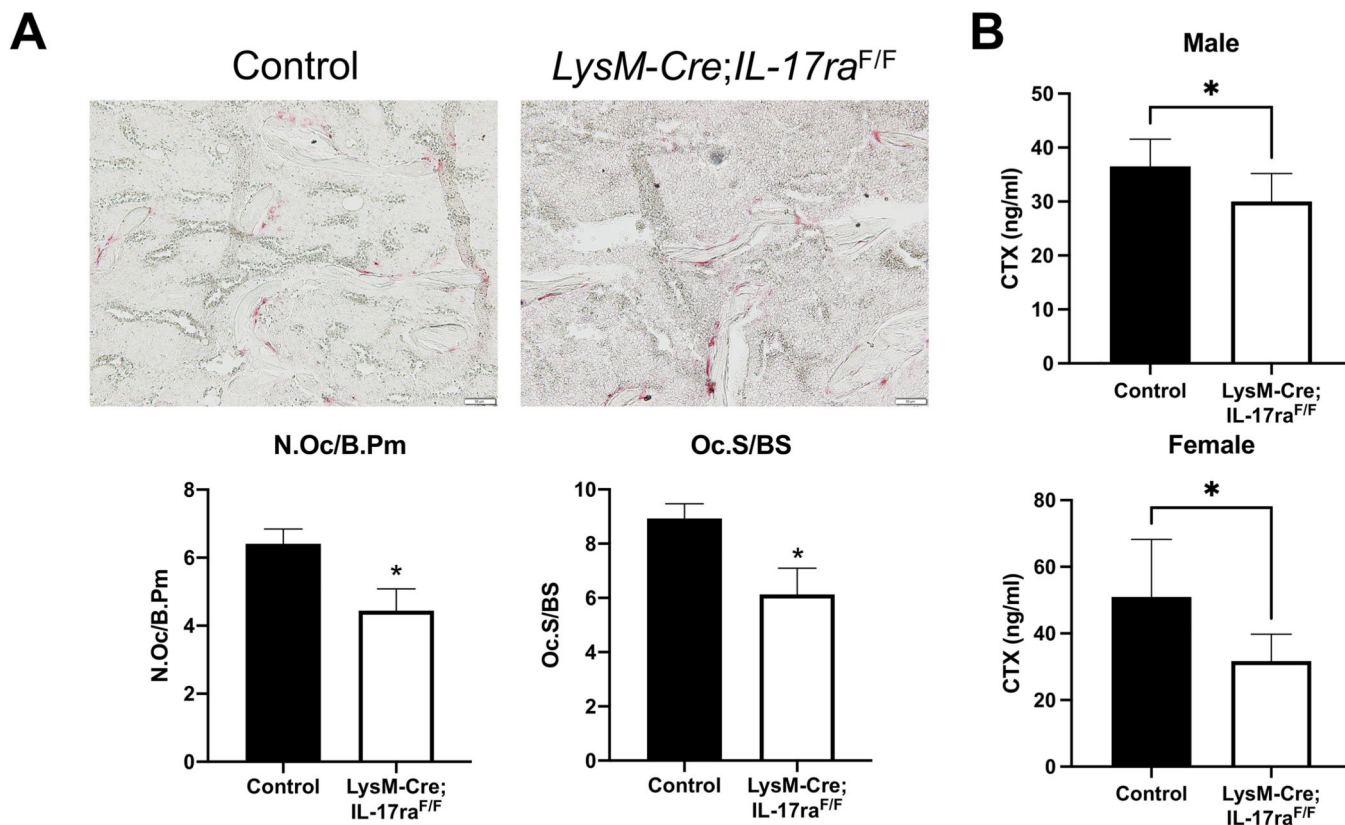 A
Control
LysM-Cre;IL-17raF/F
N.Oc/B.Pm
8
6
4
2
0
N.Oc/B.Pm
*
Control
LysM-Cre;
IL-17raF/F
Oc.S/BS
10
8
6
4
2
0
Oc.S/BS
*
Control
LysM-Cre;
IL-17raF/F
B
Male
50
40
30
20
10
0
CTX (ng/ml)
*
Control
LysM-Cre;
IL-17raF/F
Female
80
60
40
20
0
CTX (ng/ml)
*
Control
LysM-Cre;
IL-17raF/F